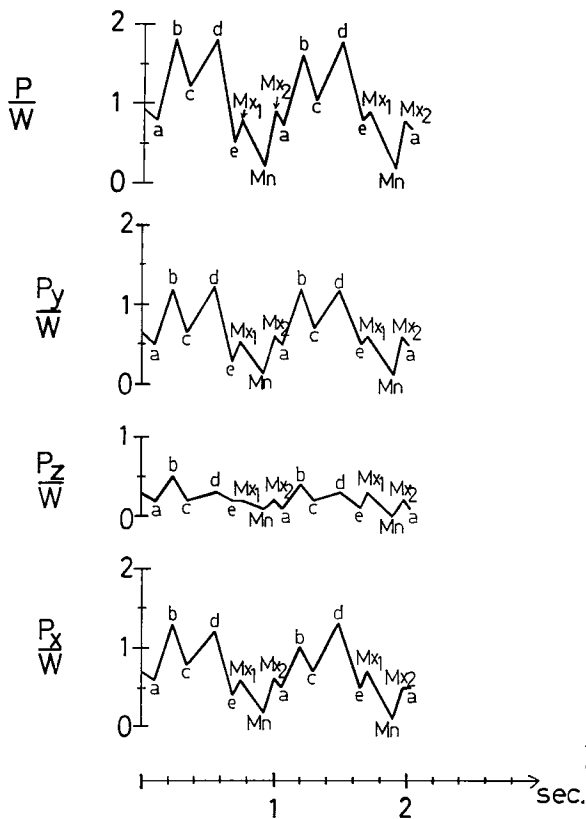 2
b d
b d
P/W
1
Mx1 Mx2 Mx1 Mx2
a c a c a
e e
0
Mn Mn
2
b d b d
Py/W
1
Mx1 Mx2 Mx1 Mx2
a c a c a
e e
0
Mn Mn
1
b d b d
Pz/W
Mx1 Mx2 Mx1 Mx2
0
a c e Mn a c e Mn a
2
b d b d
Px/W
1
Mx1 Mx2 Mx1 Mx2
a c a c a
e e
0
Mn Mn
1 2 sec.